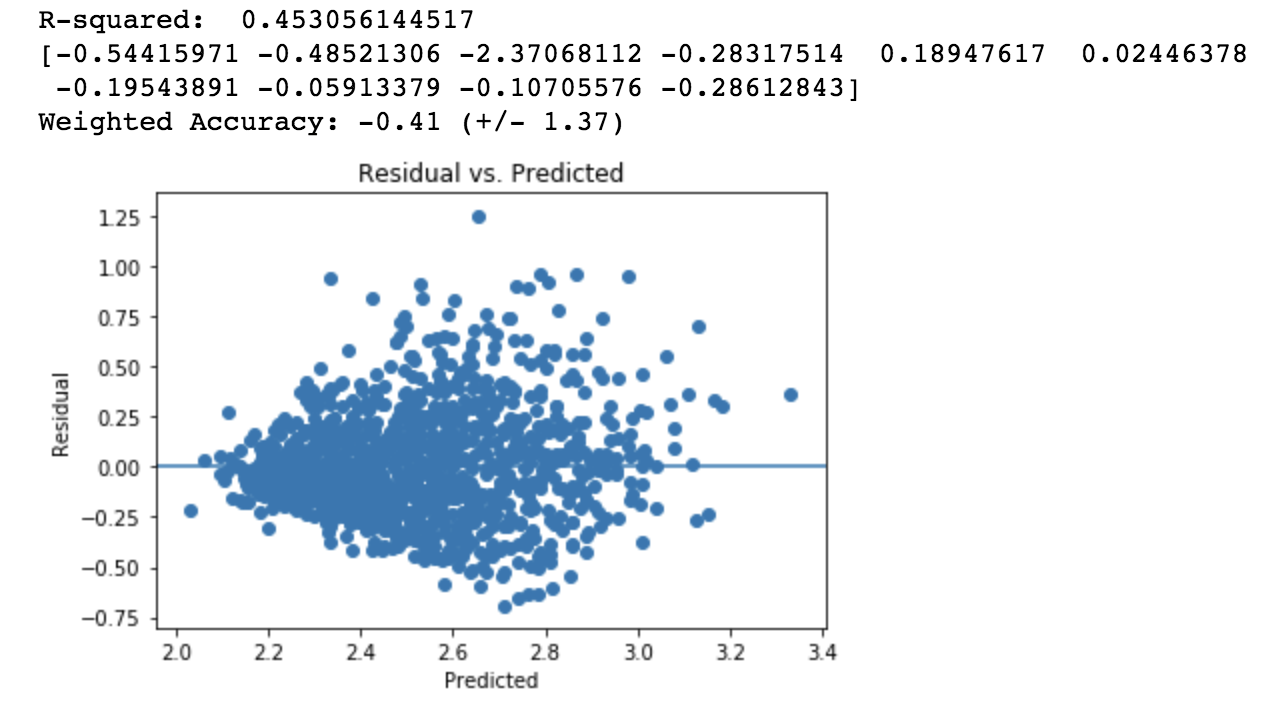 R-squared:  0.453056144517
[-0.54415971 -0.48521306 -2.37068112 -0.28317514  0.18947617  0.02446378
 -0.19543891 -0.05913379 -0.10705576 -0.28612843]
Weighted Accuracy: -0.41 (+/- 1.37)
Residual vs. Predicted
1.25
1.00
0.75
0.50
0.25
0.00
−0.25
−0.50
−0.75
Residual
2.0 2.2 2.4 2.6 2.8 3.0 3.2 3.4
Predicted